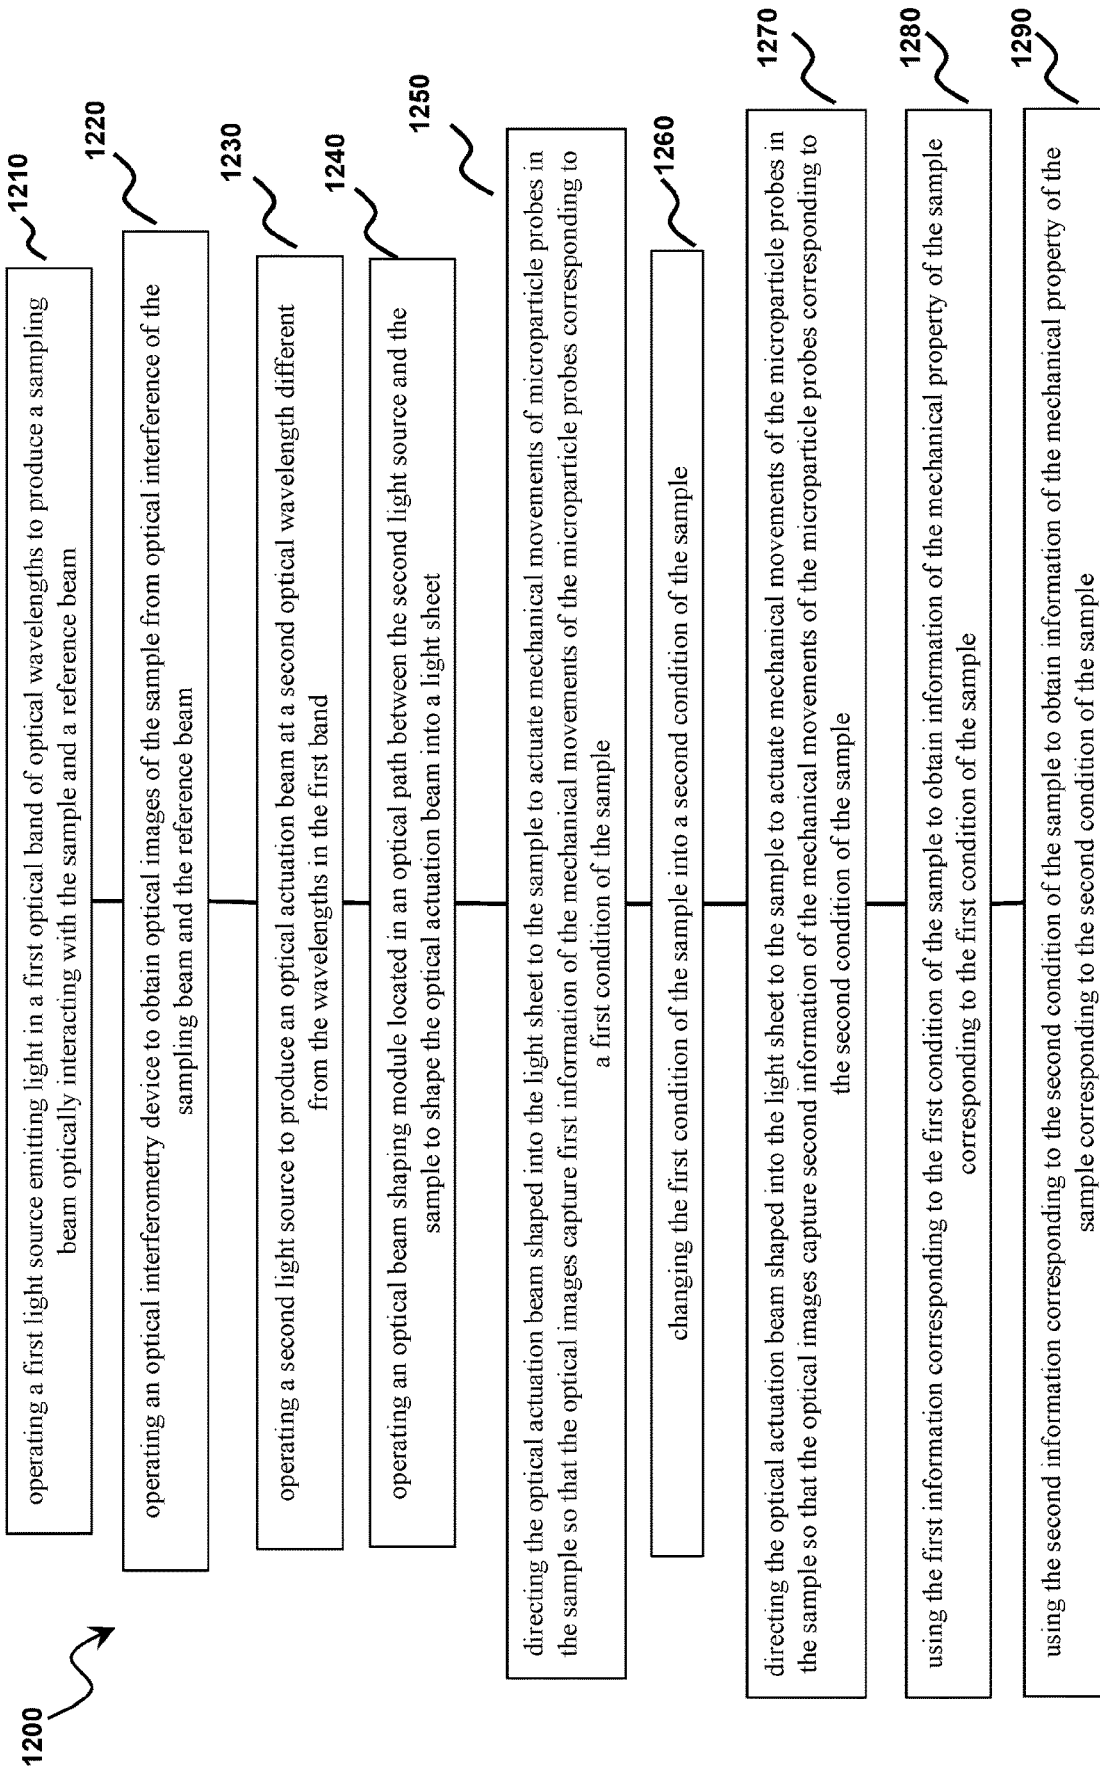 1200
1210
operating a first light source emitting light in a first optical band of optical wavelengths to produce a sampling
beam optically interacting with the sample and a reference beam
1220
operating an optical interferometry device to obtain optical images of the sample from optical interference of the
sampling beam and the reference beam
1230
operating a second light source to produce an optical actuation beam at a second optical wavelength different
from the wavelengths in the first band
1240
operating an optical beam shaping module located in an optical path between the second light source and the
sample to shape the optical actuation beam into a light sheet
1250
directing the optical actuation beam shaped into the light sheet to the sample to actuate mechanical movements of microparticle probes in
the sample so that the optical images capture first information of the mechanical movements of the microparticle probes corresponding to
a first condition of the sample
1260
changing the first condition of the sample into a second condition of the sample
1270
directing the optical actuation beam shaped into the light sheet to the sample to actuate mechanical movements of the microparticle probes in
the sample so that the optical images capture second information of the mechanical movements of the microparticle probes corresponding to
the second condition of the sample
1280
using the first information corresponding to the first condition of the sample to obtain information of the mechanical property of the sample
corresponding to the first condition of the sample
1290
using the second information corresponding to the second condition of the sample to obtain information of the mechanical property of the
sample corresponding to the second condition of the sample